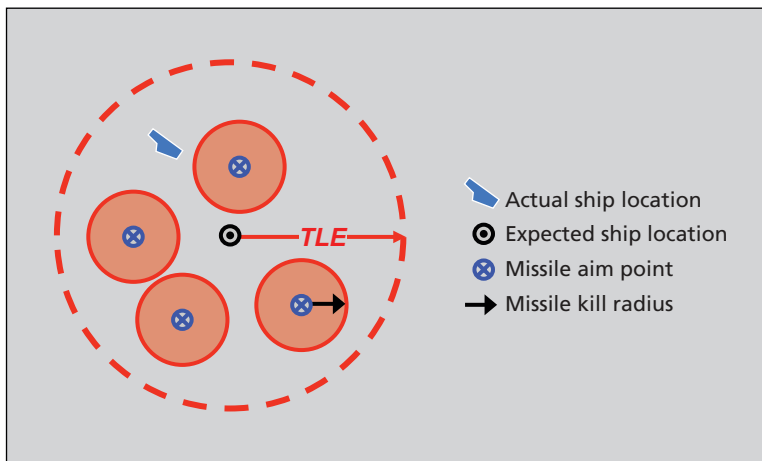 TLE
Actual ship location
Expected ship location
Missile aim point
Missile kill radius